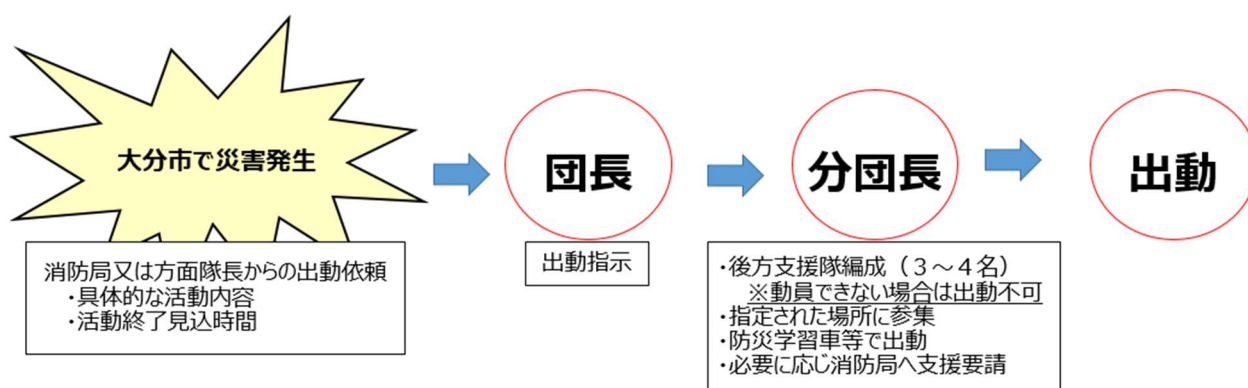 大分市で災害発生
消防局又は方面隊長からの出動依頼
・具体的な活動内容
・活動終了見込時間
団長
出動指示
分団長
・後方支援隊編成（３～４名）
※動員できない場合は出動不可
・指定された場所に参集
・防災学習車等で出動
・必要に応じ消防局へ支援要請
出動